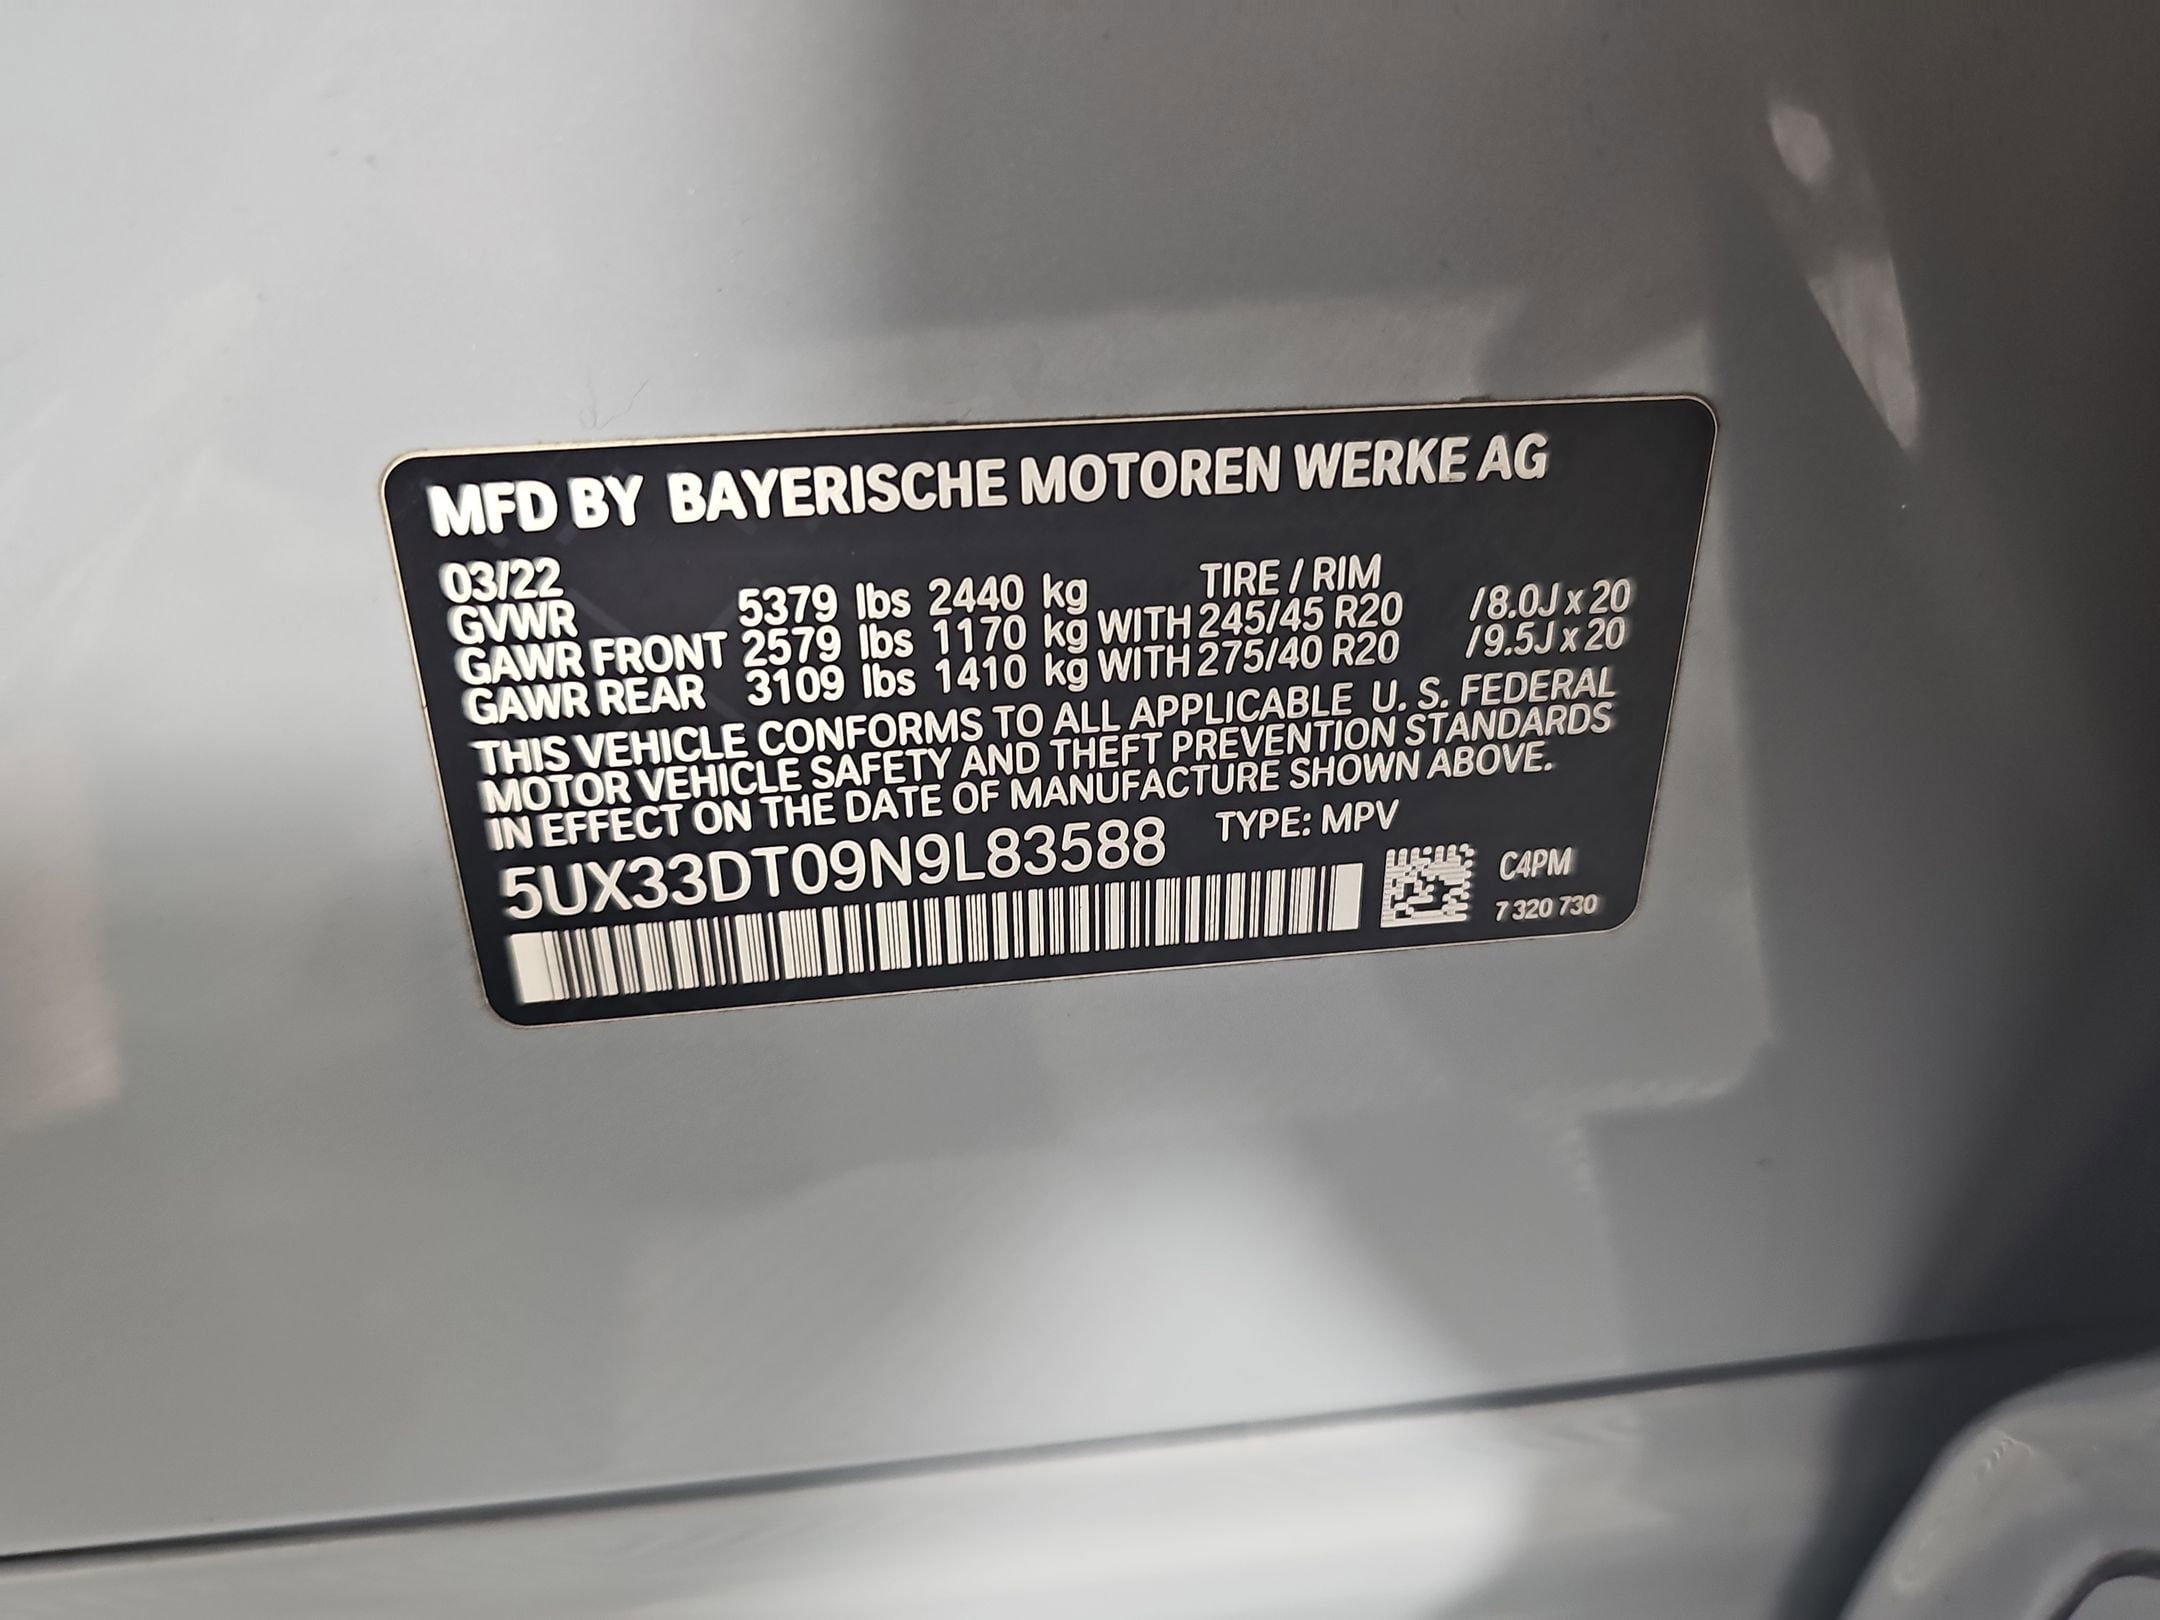 MFD BY BAYERISCHE MOTOREN WERKE AG
03/22 TIRE / RIM
GVWR 5379 lbs 2440 kg
GAWR FRONT 2579 lbs 1170 kg WITH 245/45 R20 /8.0J x 20
GAWR REAR 3109 lbs 1410 kg WITH 275/40 R20 /9.5J x 20
THIS VEHICLE CONFORMS TO ALL APPLICABLE U. S. FEDERAL
MOTOR VEHICLE SAFETY AND THEFT PREVENTION STANDARDS
IN EFFECT ON THE DATE OF MANUFACTURE SHOWN ABOVE.
5UX33DT09N9L83588 TYPE: MPV
C4PM
7 320 730